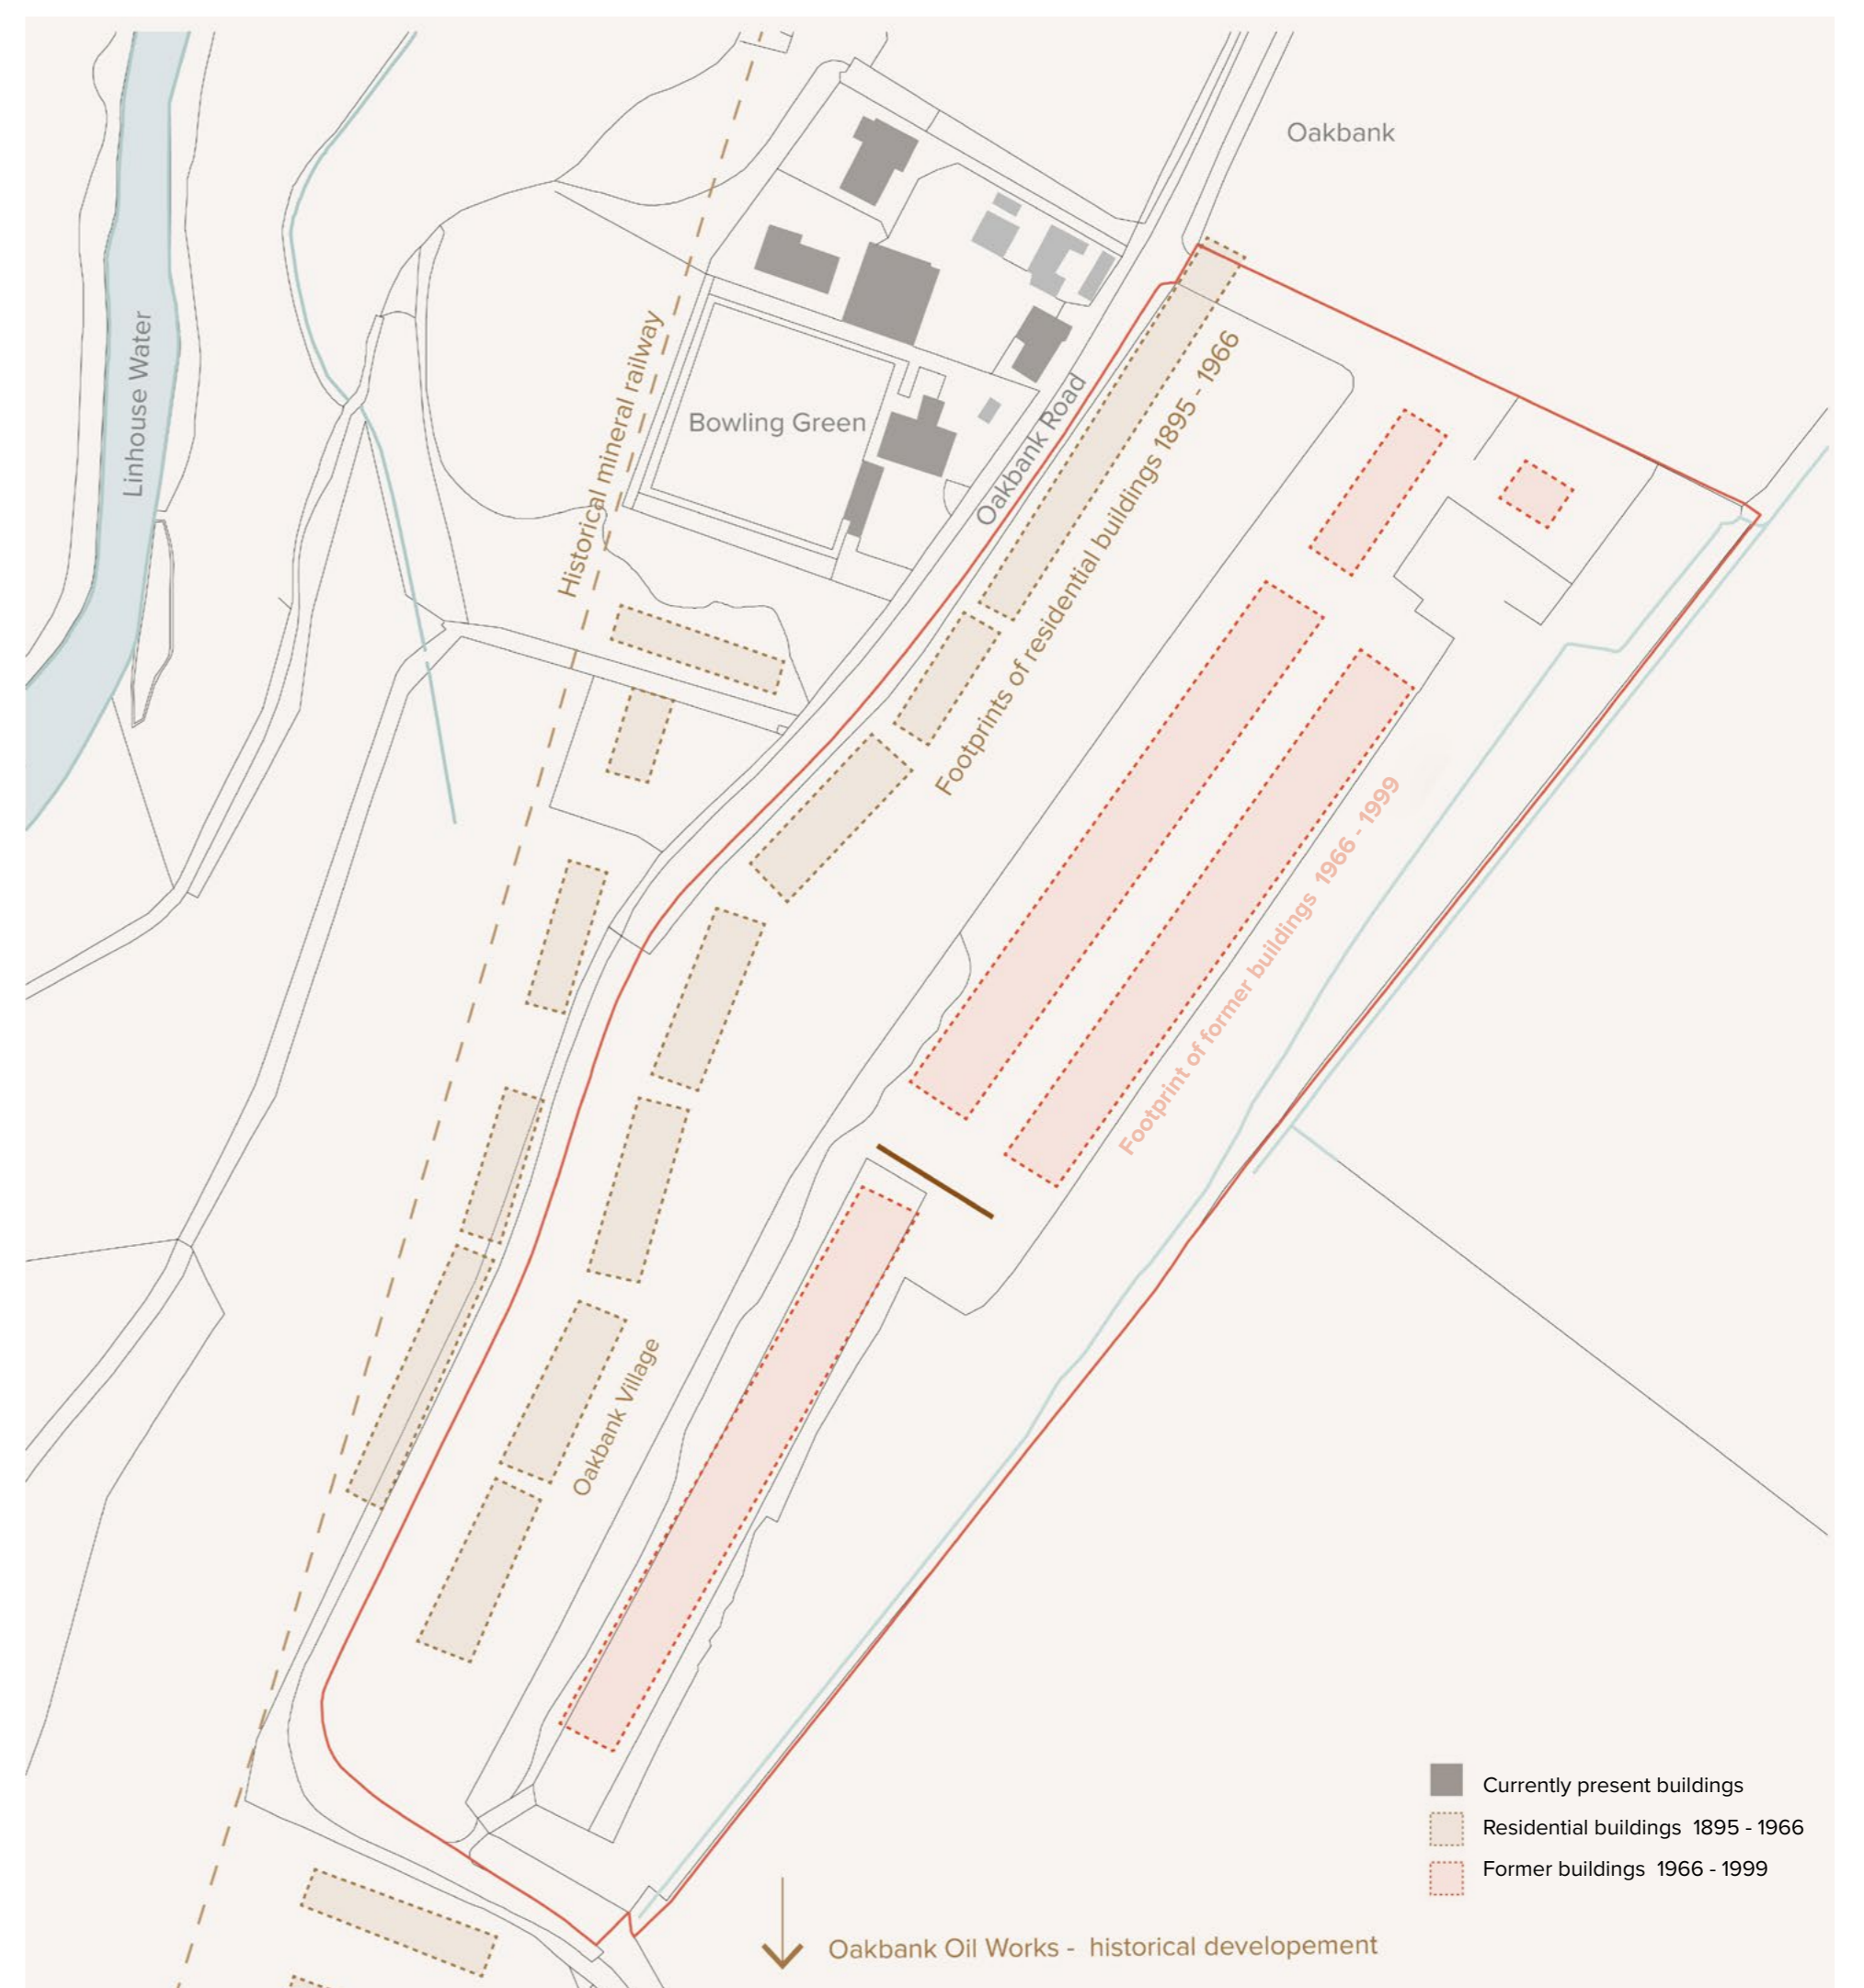 Oakbank
Linhouse Water
Historical mineral railway
Bowling Green
Oakbank Road
Footprints of residential buildings 1895 - 1966
Footprint of former buildings 1966 - 1999
Oakbank Village
Currently present buildings
Residential buildings 1895 - 1966
Former buildings 1966 - 1999
Oakbank Oil Works - historical developement